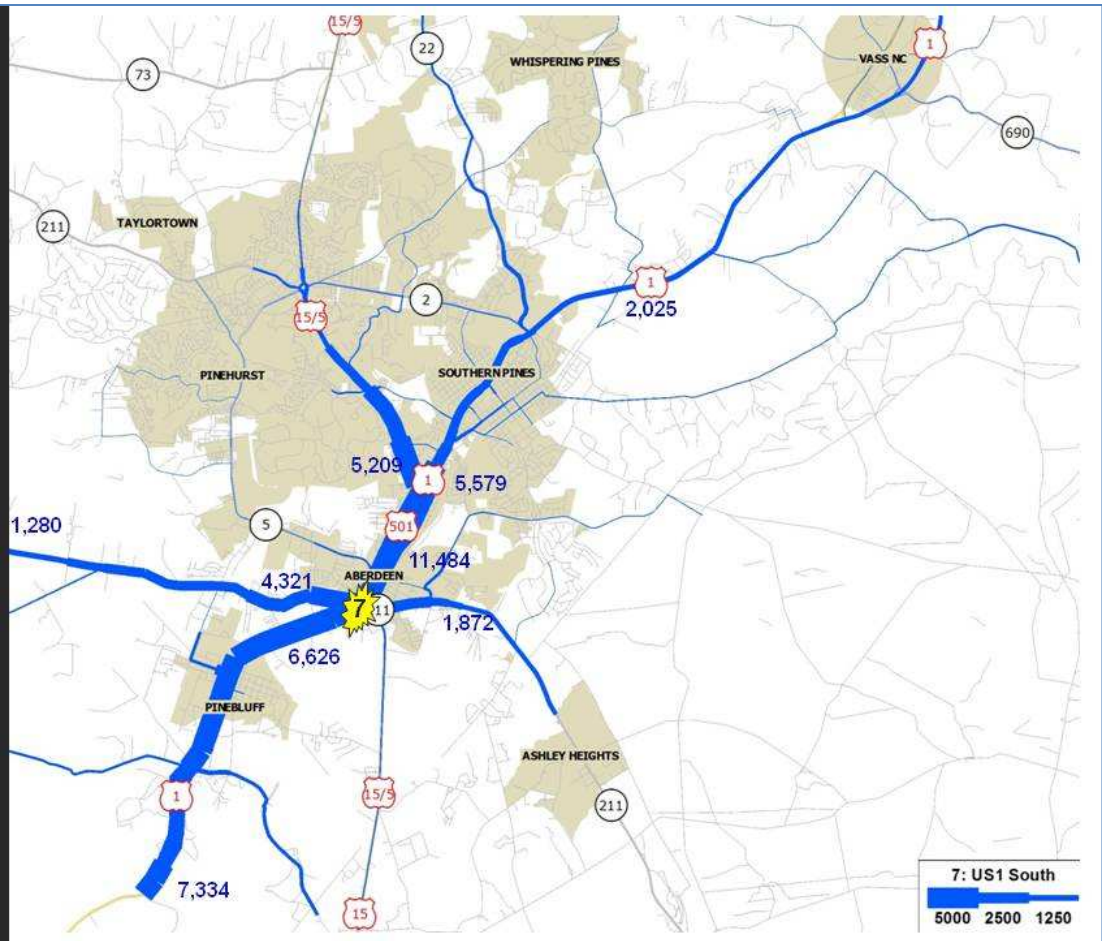 15/5
22
WHISPERING PINES
1
VASS NC
73
690
TAYLORTOWN
211
1
2,025
2
15/5
PINEHURST
SOUTHERN PINES
5,209
1
5,579
1,280
5
501
11,484
ABERDEEN
4,321
7
11
1,872
6,626
PINEBLUFF
ASHLEY HEIGHTS
1
15/5
211
7,334
15
7: US1 South
5000 2500 1250